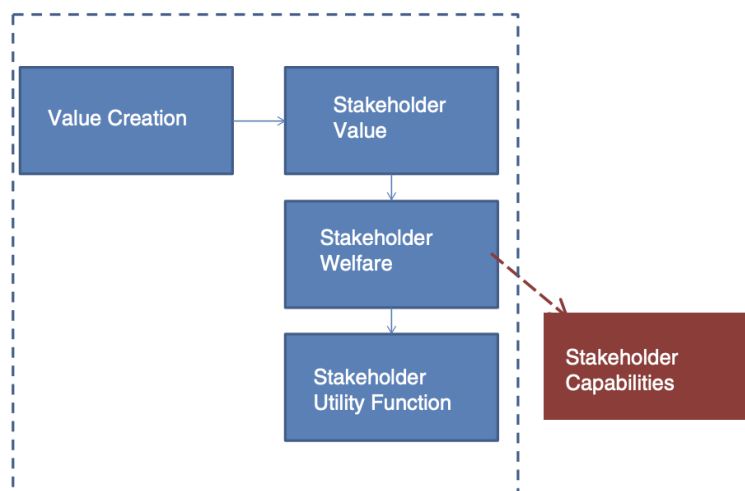 Value Creation
Stakeholder
Value
Stakeholder
Welfare
Stakeholder
Utility Function
Stakeholder
Capabilities